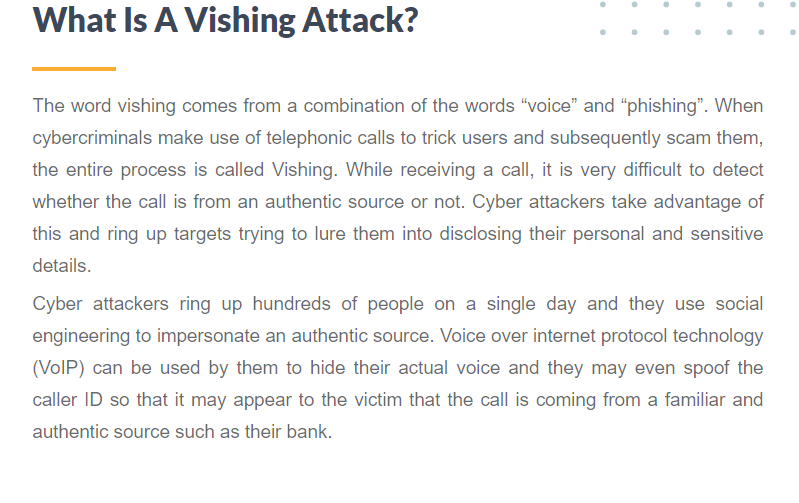 What Is A Vishing Attack?
The word vishing comes from a combination of the words “voice” and “phishing”. When
cybercriminals make use of telephonic calls to trick users and subsequently scam them,
the entire process is called Vishing. While receiving a call, it is very difficult to detect
whether the call is from an authentic source or not. Cyber attackers take advantage of
this and ring up targets trying to lure them into disclosing their personal and sensitive
details.
Cyber attackers ring up hundreds of people on a single day and they use social
engineering to impersonate an authentic source. Voice over internet protocol technology
(VoIP) can be used by them to hide their actual voice and they may even spoof the
caller ID so that it may appear to the victim that the call is coming from a familiar and
authentic source such as their bank.